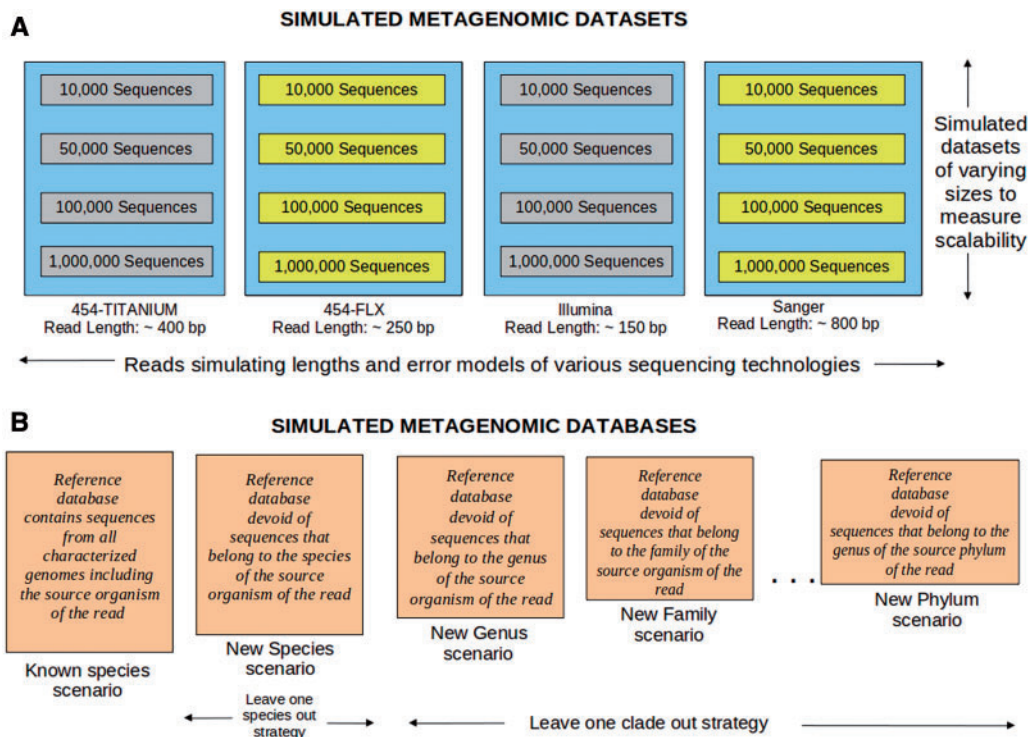 A
SIMULATED METAGENOMIC DATASETS
10,000 Sequences
50,000 Sequences
100,000 Sequences
1,000,000 Sequences
454-TITANIUM
Read Length: ~ 400 bp
10,000 Sequences
50,000 Sequences
100,000 Sequences
1,000,000 Sequences
454-FLX
Read Length: ~ 250 bp
10,000 Sequences
50,000 Sequences
100,000 Sequences
1,000,000 Sequences
Illumina
Read Length: ~ 150 bp
10,000 Sequences
50,000 Sequences
100,000 Sequences
1,000,000 Sequences
Sanger
Read Length: ~ 800 bp
Simulated
datasets
of varying
sizes to
measure
scalability
Reads simulating lengths and error models of various sequencing technologies
B
SIMULATED METAGENOMIC DATABASES
Reference
database
contains sequences
from all
characterized
genomes including
the source organism
of the read
Known species
scenario
Reference
database
devoid of
sequences that
belong to the species
of the source
organism of the read
New Species
scenario
Reference
database
devoid of
sequences that
belong to the genus
of the source
organism of the read
New Genus
scenario
Reference
database
devoid of
sequences that belong
to the family of the
source organism of the
read
New Family
scenario
. . .
Reference
database
devoid of
sequences that belong to the
genus of the source phylum
of the read
New Phylum
scenario
Leave one
species out
strategy
Leave one clade out strategy